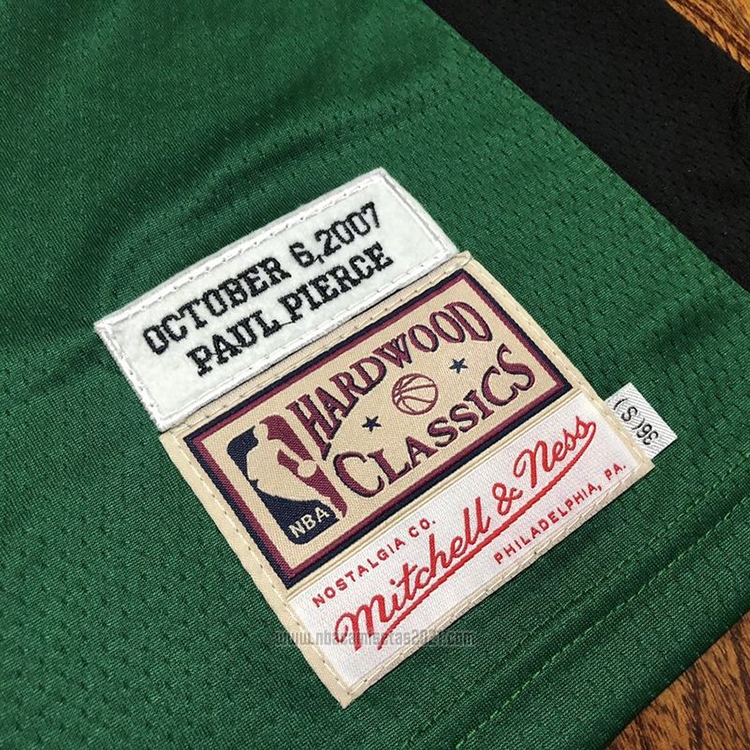 OCTOBER 6,2007
PAUL PIERCE
HARDWOOD
CLASSICS
NBA
NOSTALGIA CO.
Mitchell & Ness
PHILADELPHIA, PA.
36(S)